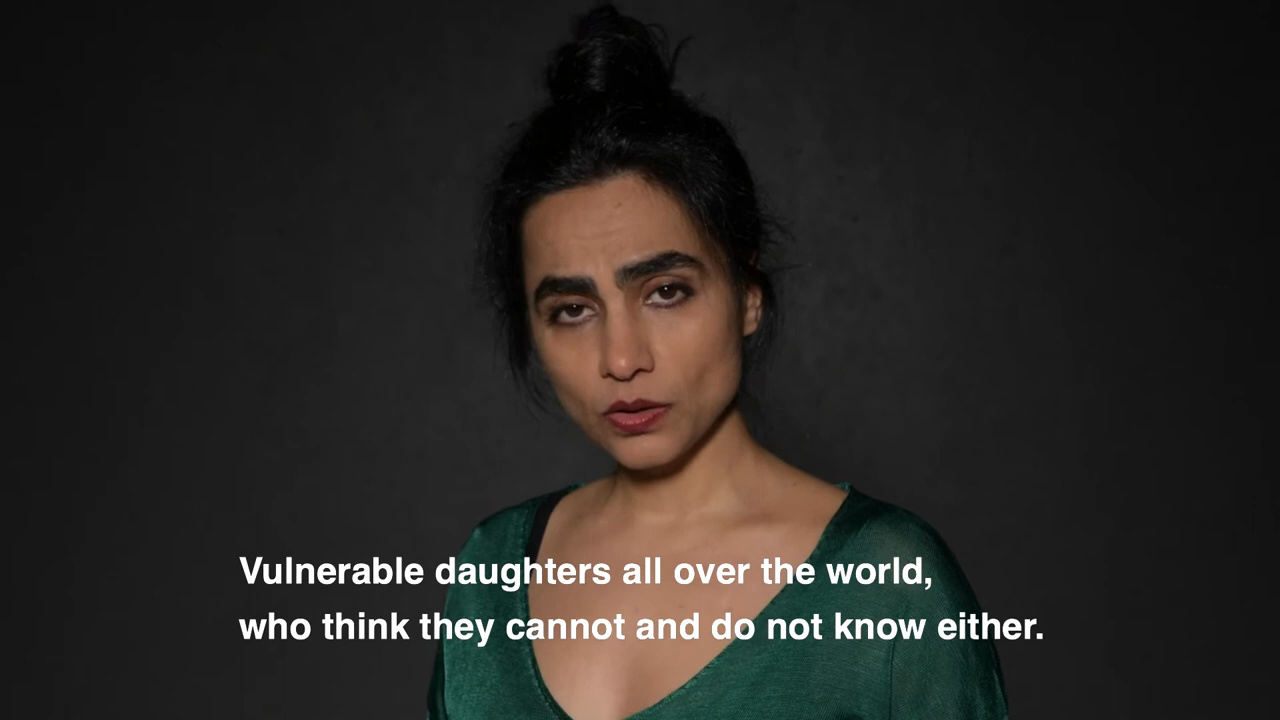 Vulnerable daughters all over the world,
who think they cannot and do not know either.